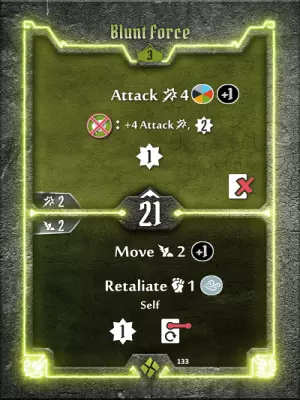 Blunt Force
3
Attack 4 +1
: +4 Attack, 2
1
2
21
2
Move 2 +1
Retaliate 1
Self
1
133